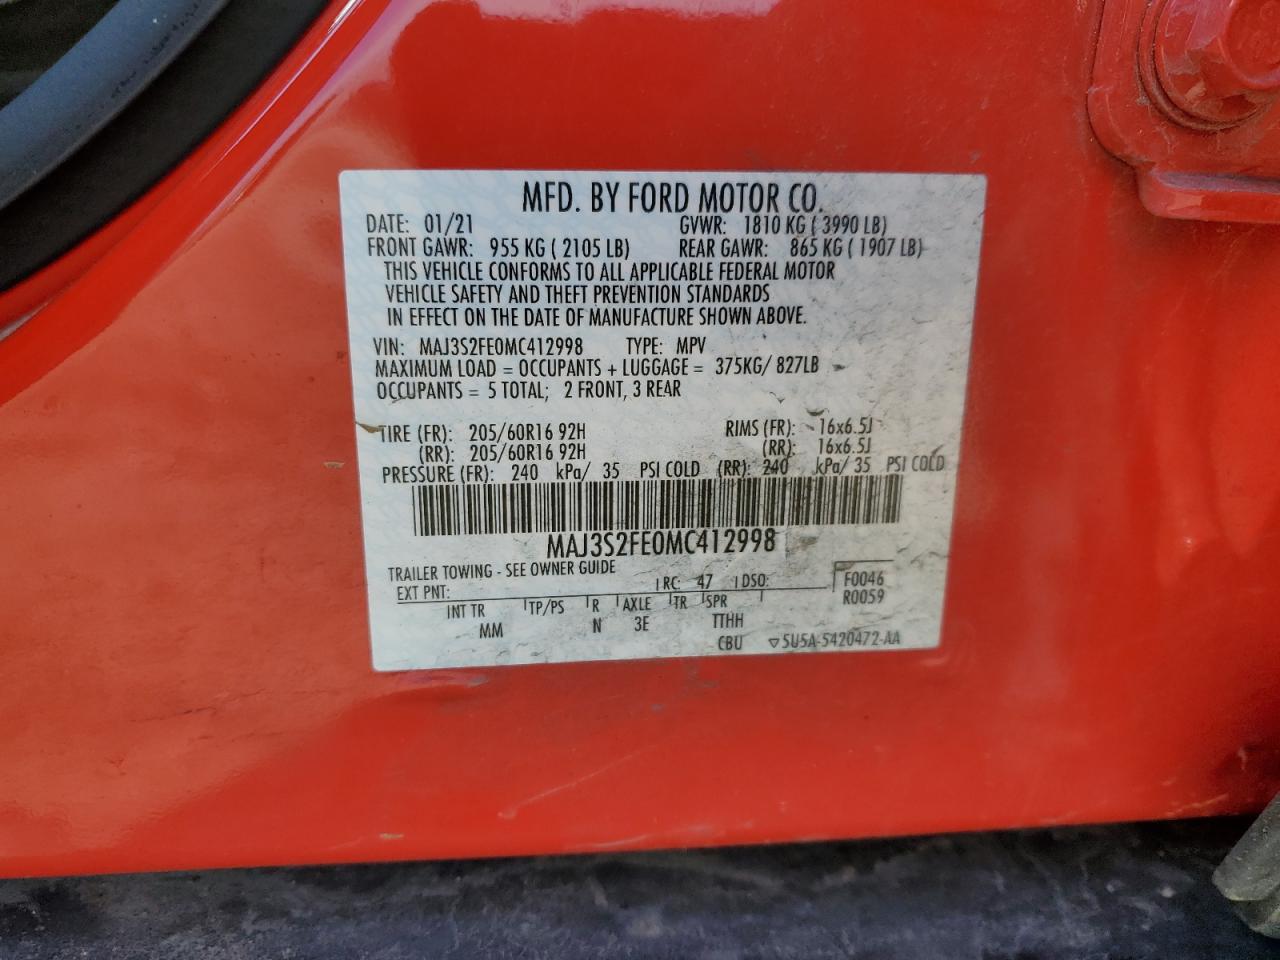 MFD. BY FORD MOTOR CO.
DATE: 01/21 GVWR: 1810 KG ( 3990 LB)
FRONT GAWR: 955 KG ( 2105 LB) REAR GAWR: 865 KG ( 1907 LB)
THIS VEHICLE CONFORMS TO ALL APPLICABLE FEDERAL MOTOR
VEHICLE SAFETY AND THEFT PREVENTION STANDARDS
IN EFFECT ON THE DATE OF MANUFACTURE SHOWN ABOVE.
VIN: MAJ3S2FE0MC412998 TYPE: MPV
MAXIMUM LOAD = OCCUPANTS + LUGGAGE = 375KG/ 827LB
OCCUPANTS = 5 TOTAL; 2 FRONT, 3 REAR
TIRE (FR): 205/60R16 92H RIMS (FR): 16x6.5J
(RR): 205/60R16 92H (RR): 16x6.5J
PRESSURE (FR): 240 kPa/ 35 PSI COLD (RR): 240 kPa/ 35 PSI COLD
MAJ3S2FE0MC412998
TRAILER TOWING - SEE OWNER GUIDE
EXT PNT: RC: 47 DSO: F0046
R0059
INT TR TP/PS R AXLE TR SPR
MM N 3E TTHH
CBU 5U5A-5420472-AA